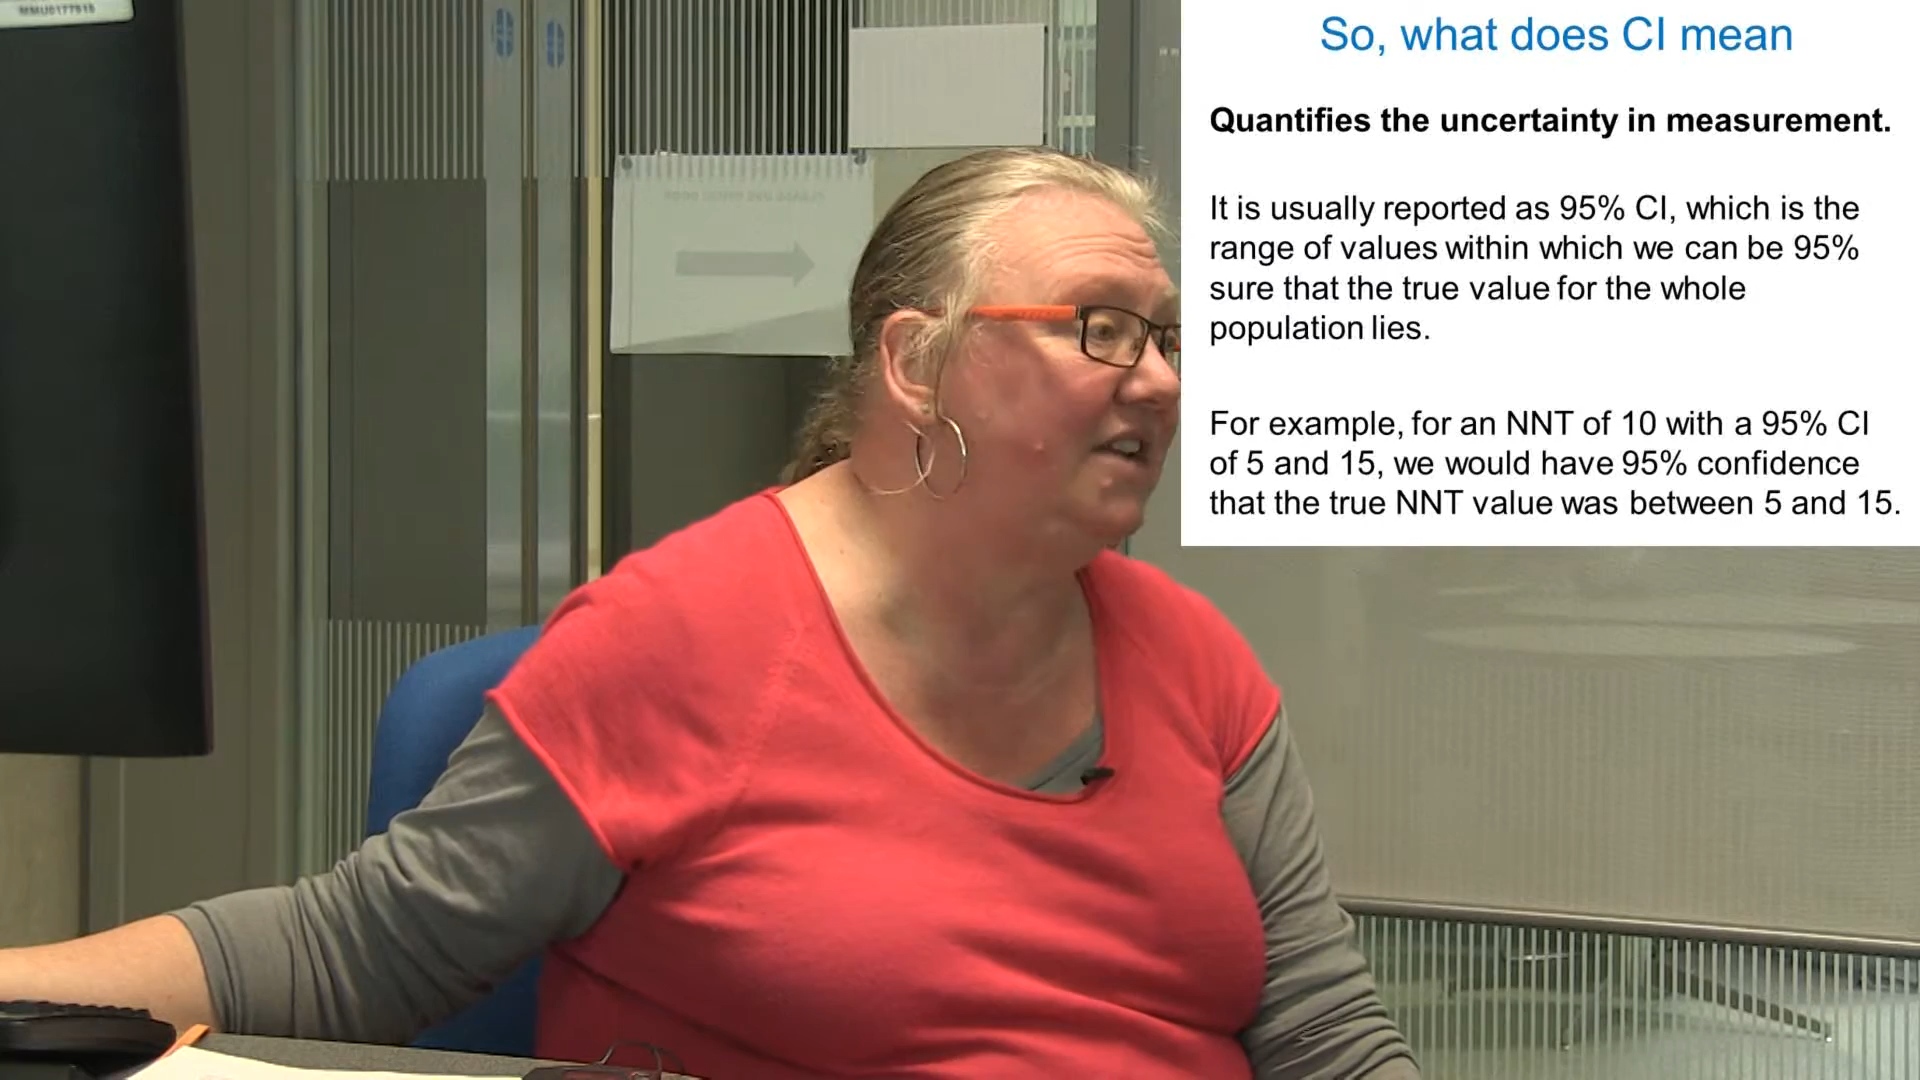 MMU0177918
So, what does CI mean
Quantifies the uncertainty in measurement.
It is usually reported as 95% CI, which is the
range of values within which we can be 95%
sure that the true value for the whole
population lies.
For example, for an NNT of 10 with a 95% CI
of 5 and 15, we would have 95% confidence
that the true NNT value was between 5 and 15.